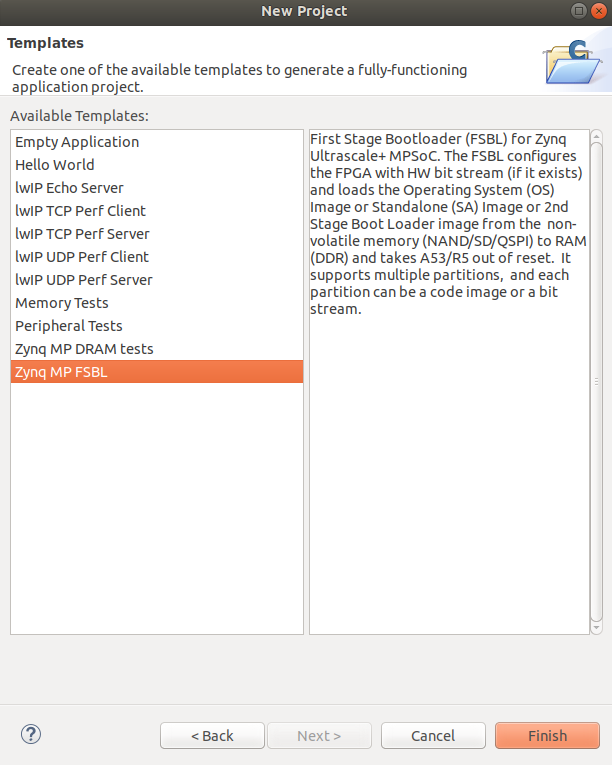 New Project
Templates
Create one of the available templates to generate a fully-functioning
application project.
Available Templates:
Empty Application
Hello World
lwIP Echo Server
lwIP TCP Perf Client
lwIP TCP Perf Server
lwIP UDP Perf Client
lwIP UDP Perf Server
Memory Tests
Peripheral Tests
Zynq MP DRAM tests
Zynq MP FSBL
First Stage Bootloader (FSBL) for Zynq
Ultrascale+ MPSoC. The FSBL configures
the FPGA with HW bit stream (if it exists)
and loads the Operating System (OS)
Image or Standalone (SA) Image or 2nd
Stage Boot Loader image from the  non-
volatile memory (NAND/SD/QSPI) to RAM
(DDR) and takes A53/R5 out of reset.  It
supports multiple partitions,  and each
partition can be a code image or a bit
stream.
?
< Back
Next >
Cancel
Finish